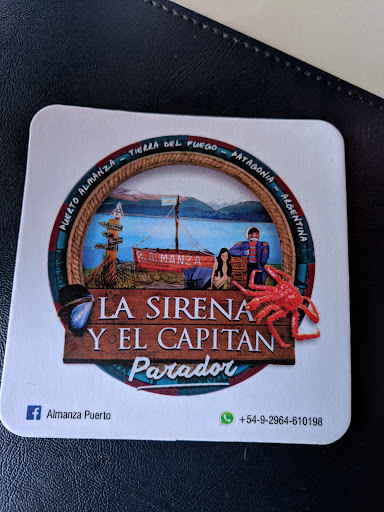 PUERTO ALMANZA - TIERRA DEL FUEGO - PATAGONIA - ARGENTINA
P. ALMANZA
LA SIRENA
Y EL CAPITAN
Parador
Almanza Puerto
+54-9-2964-610198